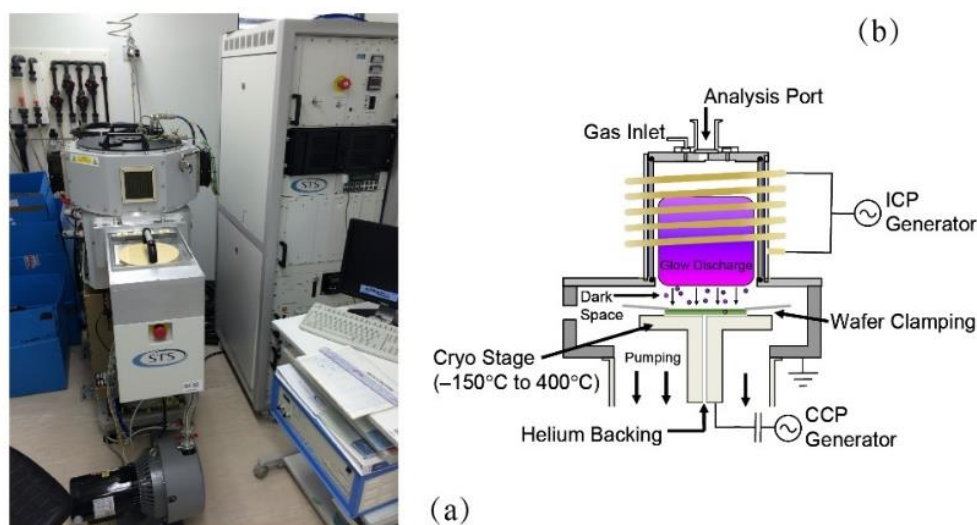 (b)
Analysis Port
Gas Inlet
ICP
Generator
Glow Discharge
Dark
Space
Wafer Clamping
Cryo Stage
(–150°C to 400°C)
Pumping
Helium Backing
CCP
Generator
STS
STS
STS
STS
(a)